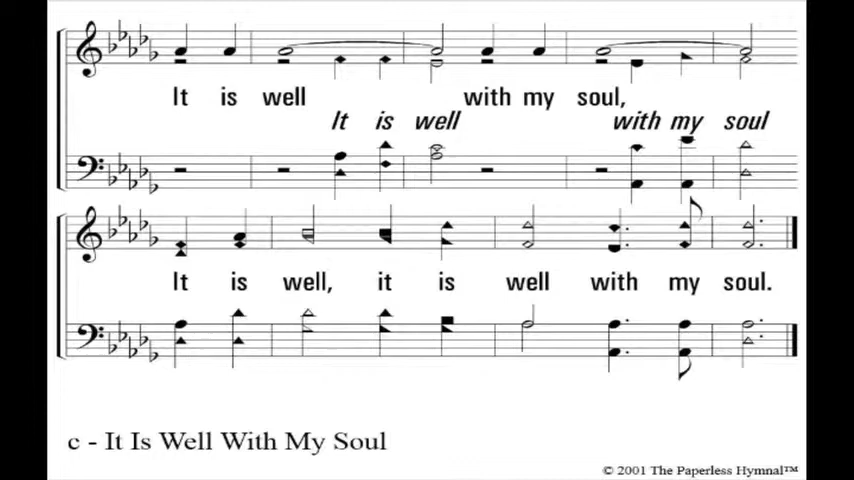 It is well with my soul,
It is well with my soul
It is well, it is well with my soul.
c - It Is Well With My Soul
© 2001 The Paperless Hymnal™